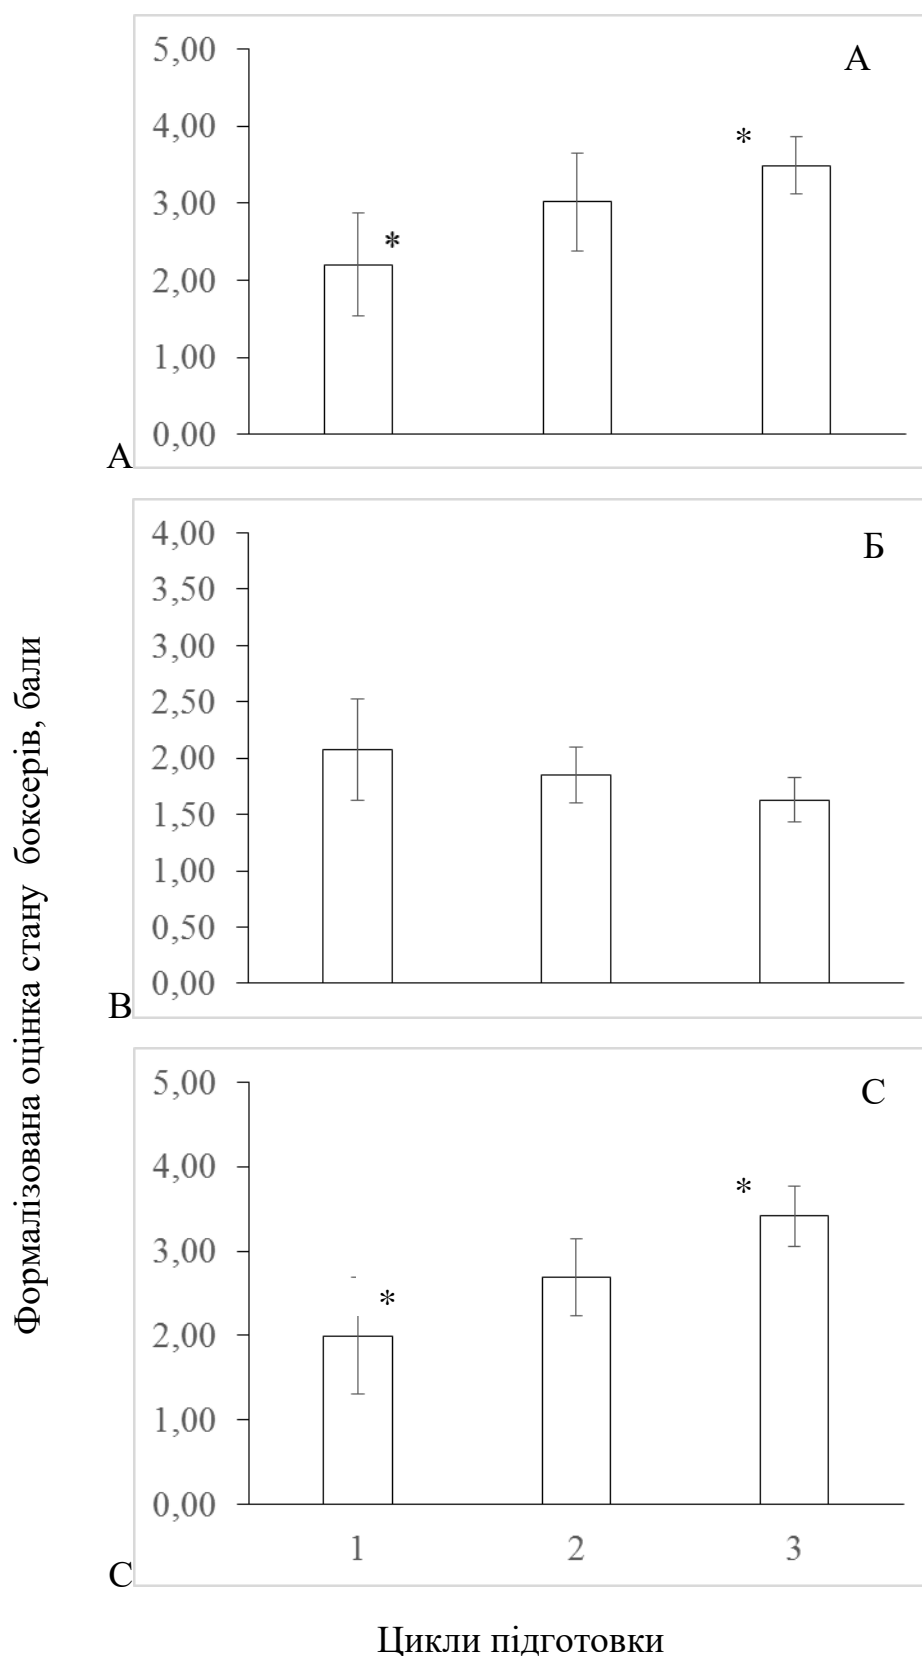 Формалізована оцінка стану боксерів, бали
5,00
А
4,00
*
3,00
*
2,00
1,00
0,00
А
4,00
Б
3,50
3,00
2,50
2,00
1,50
1,00
0,50
0,00
В
5,00
С
4,00
*
3,00
*
2,00
1,00
0,00
1 2 3
С
Цикли підготовки